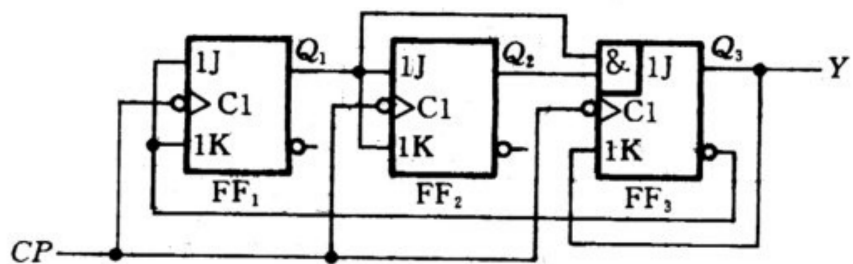 Q₁ Q₂ Q₃
1J 1J & 1J Y
C1 C1 C1
1K 1K 1K
FF₁ FF₂ FF₃
CP